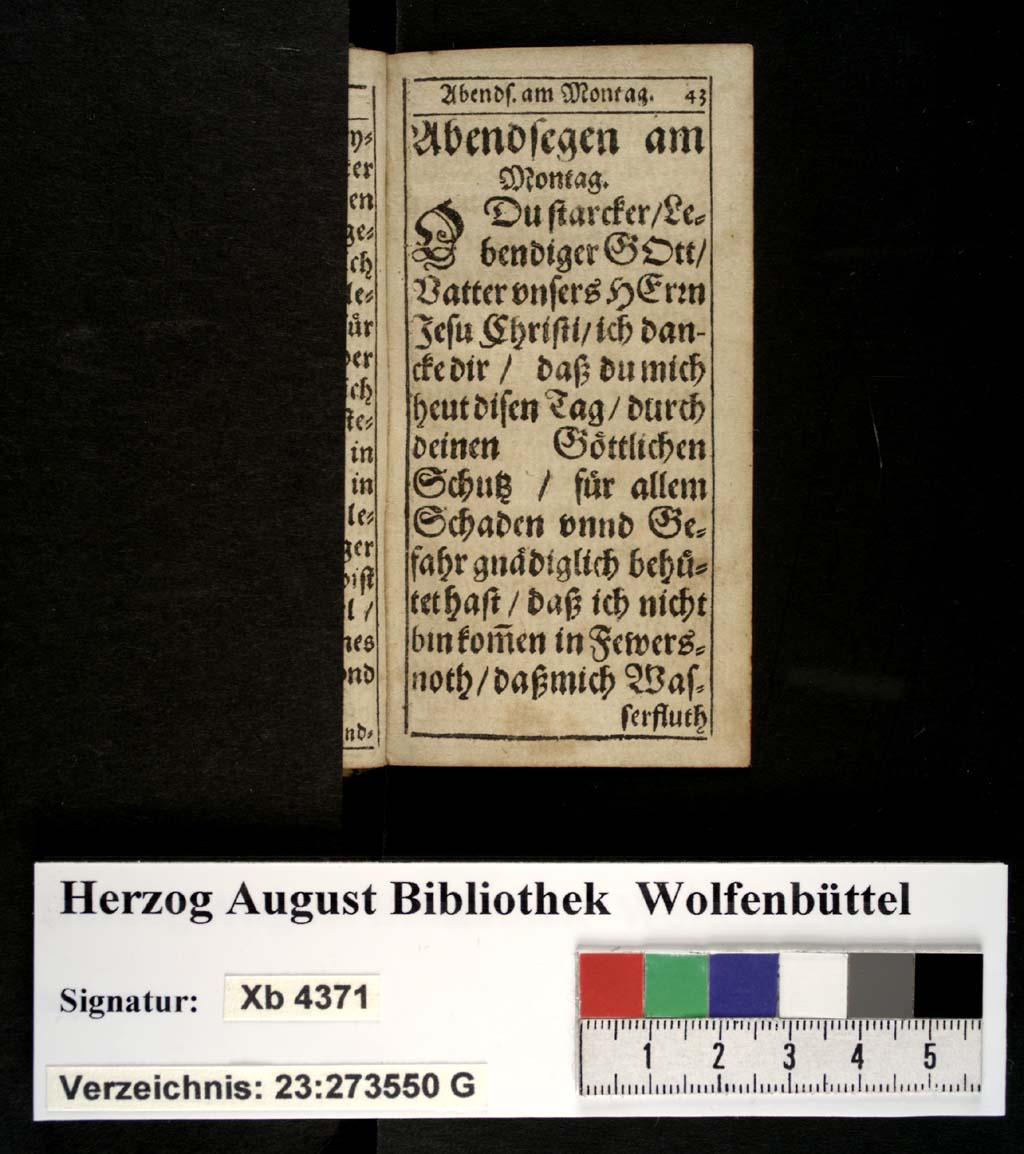 Abends. am Montag. 43
Abendsegen am
Montag.
O Du starcker/Le-
bendiger GOtt/
Vatter vnsers HErrn
Jesu Christi/ich dan-
cke dir / daß du mich
heut disen Tag/durch
deinen Göttlichen
Schutz / für allem
Schaden vnnd Ge-
fahr gnädiglich behü-
tet hast / daß ich nicht
bin kom̃en in Fewers-
noth/daß mich Was-
serfluth
Herzog August Bibliothek Wolfenbüttel
Signatur: Xb 4371
Verzeichnis: 23:273550 G
1 2 3 4 5